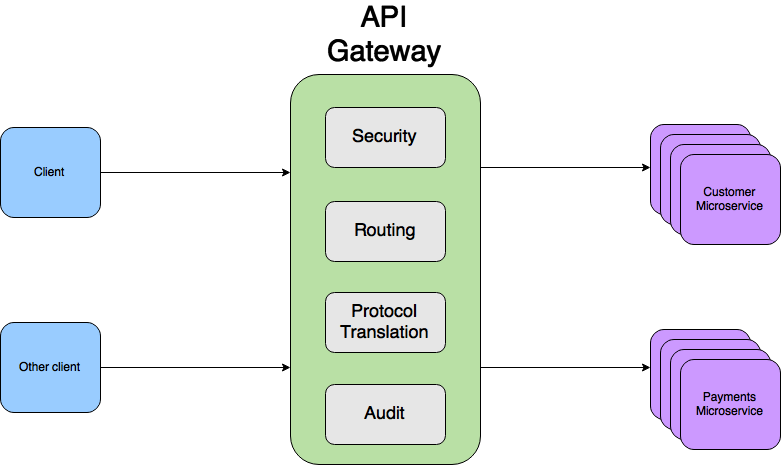 API
Gateway
Security
Client
Customer
Microservice
Routing
Protocol
Translation
Other client
Payments
Microservice
Audit